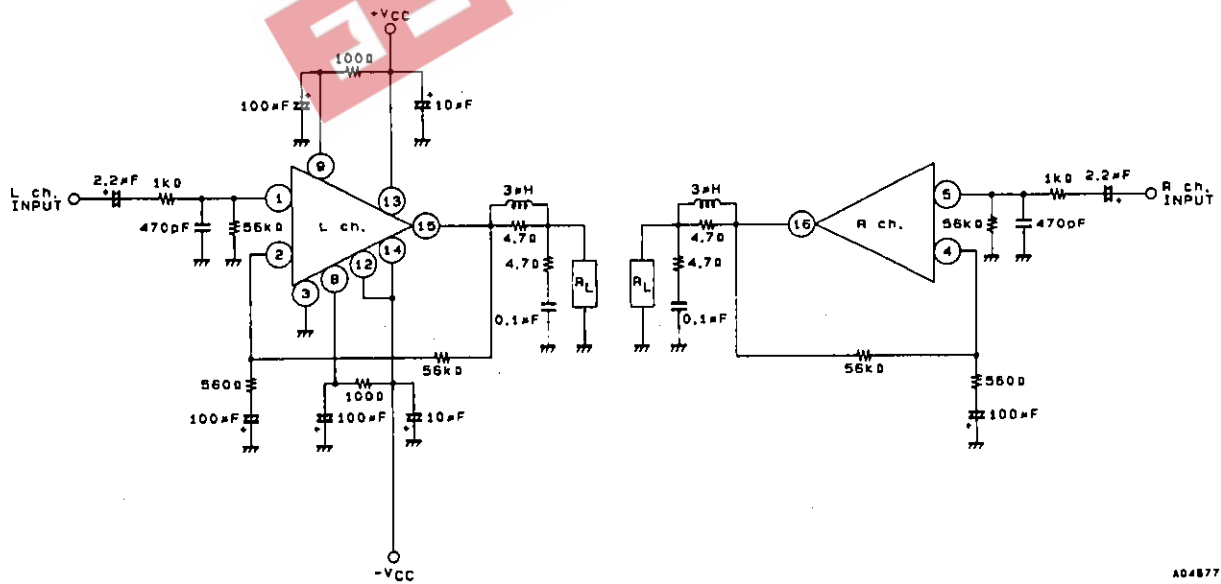 +VCC
100Ω
100µF
10µF
L ch.
INPUT
2.2µF
1kΩ
470pF
56kΩ
1
2
3
8
9
12
13
14
15
L ch.
3µH
4.7Ω
4.7Ω
0.1µF
RL
56kΩ
560Ω
100µF
100Ω
100µF
10µF
-VCC
3µH
4.7Ω
4.7Ω
0.1µF
RL
16
R ch.
5
4
56kΩ
470pF
1kΩ
2.2µF
R ch.
INPUT
56kΩ
560Ω
100µF
A04577